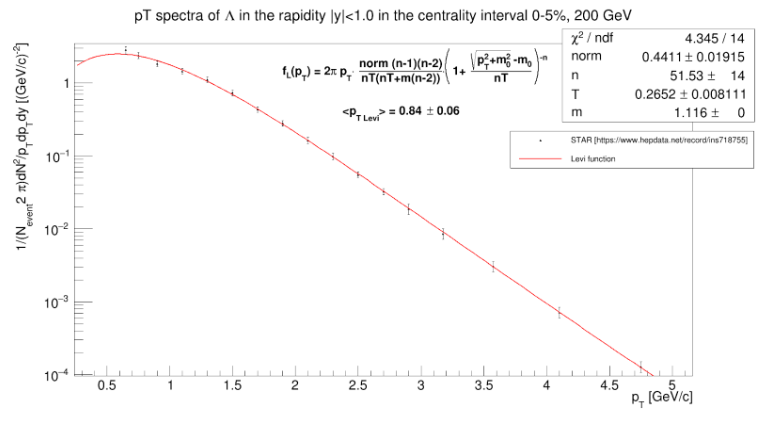 pT spectra of Λ in the rapidity |y|<1.0 in the centrality interval 0-5%, 200 GeV
χ² / ndf 4.345 / 14
norm 0.4411 ± 0.01915
n 51.53 ± 14
T 0.2652 ± 0.008111
m 1.116 ± 0
f_L(p_T) = 2π p_T · norm (n-1)(n-2) / nT(nT+m(n-2)) · (1+ (√(p_T²+m_0²) -m_0) / nT)^-n
<p_T Levi> = 0.84 ± 0.06
STAR [https://www.hepdata.net/record/ins718755]
Levi function
1/(N_event 2 π)dN²/p_T dp_T dy [(GeV/c)^-2]
1
10⁻¹
10⁻²
10⁻³
10⁻⁴
0.5 1 1.5 2 2.5 3 3.5 4 4.5 5
p_T [GeV/c]